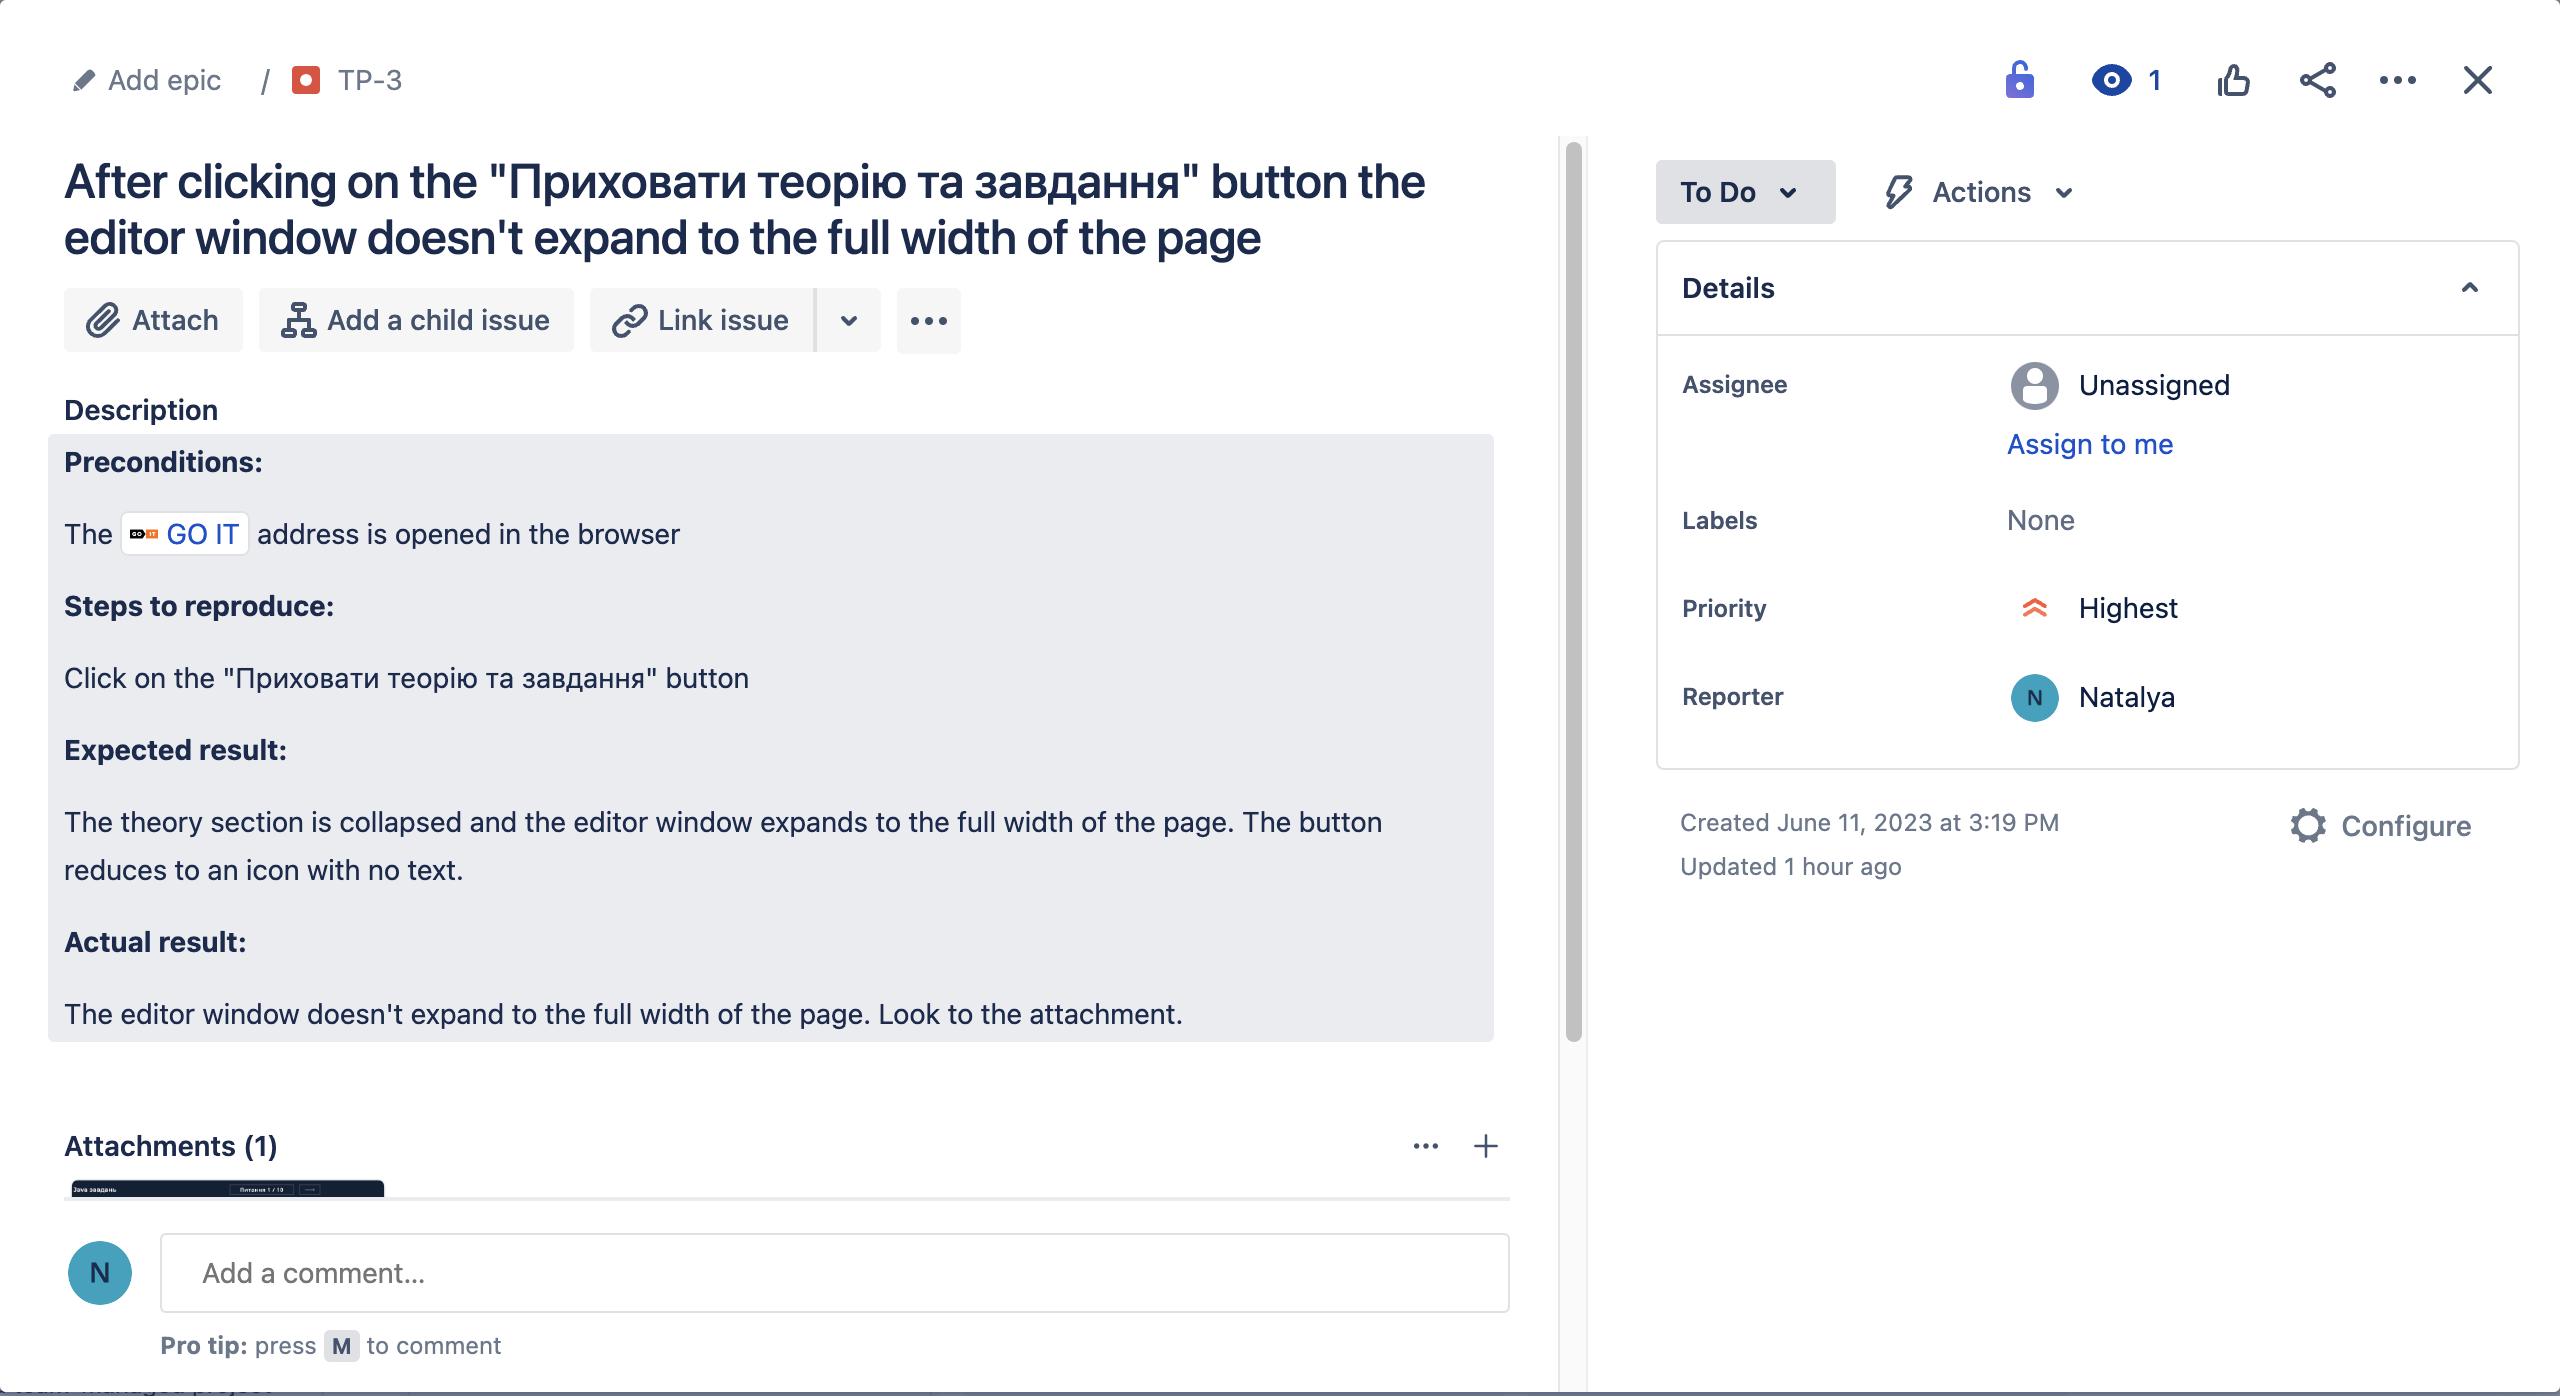 Add epic / TP-3
1
After clicking on the "Приховати теорію та завдання" button the
editor window doesn't expand to the full width of the page
Attach
Add a child issue
Link issue
Description
Preconditions:
The GO IT address is opened in the browser
Steps to reproduce:
Click on the "Приховати теорію та завдання" button
Expected result:
The theory section is collapsed and the editor window expands to the full width of the page. The button
reduces to an icon with no text.
Actual result:
The editor window doesn't expand to the full width of the page. Look to the attachment.
Attachments (1)
Java завдань
Питання 1 / 10
N
Add a comment...
Pro tip: press M to comment
To Do
Actions
Details
Assignee
Unassigned
Assign to me
Labels
None
Priority
Highest
Reporter
N Natalya
Created June 11, 2023 at 3:19 PM
Updated 1 hour ago
Configure